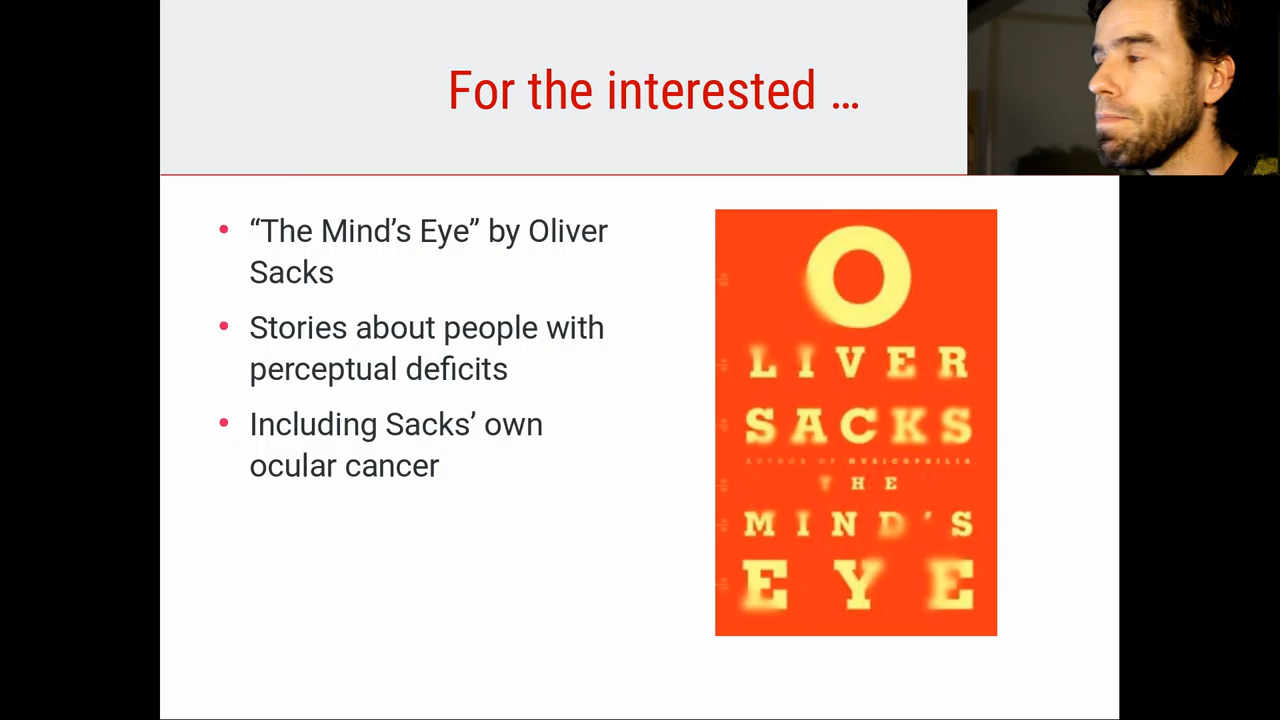 For the interested …
• “The Mind’s Eye” by Oliver
Sacks
• Stories about people with
perceptual deficits
• Including Sacks’ own
ocular cancer
O
LIVER
SACKS
AUTHOR OF MUSICOPHILIA
THE
MIND'S
EYE